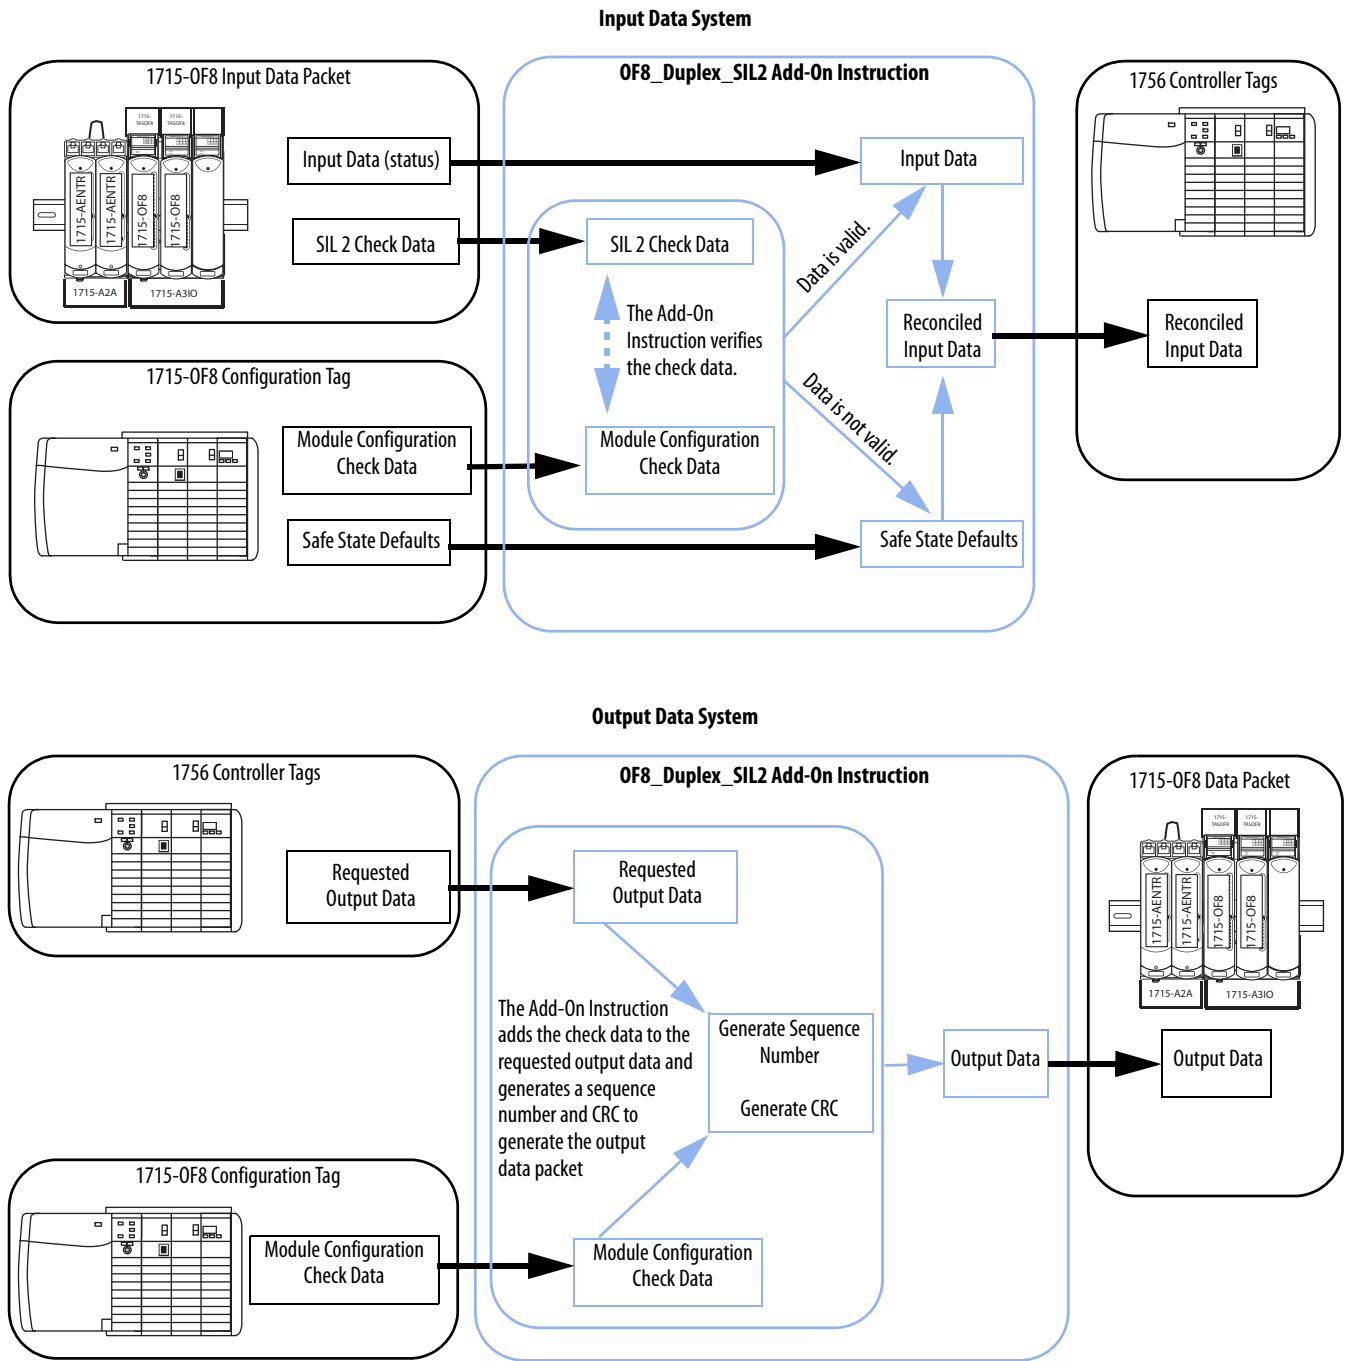 Input Data System
1715-OF8 Input Data Packet
OF8_Duplex_SIL2 Add-On Instruction
1756 Controller Tags
1715-
TASOF8
1715-
TASOF8
1715-AENTR
1715-AENTR
1715-OF8
1715-OF8
1715-A2A
1715-A3IO
Input Data (status)
Input Data
SIL 2 Check Data
SIL 2 Check Data
Data is valid.
The Add-On
Instruction verifies
the check data.
Reconciled
Input Data
Reconciled
Input Data
1715-OF8 Configuration Tag
Data is not valid.
Module Configuration
Check Data
Module Configuration
Check Data
Safe State Defaults
Safe State Defaults
Output Data System
1756 Controller Tags
OF8_Duplex_SIL2 Add-On Instruction
1715-OF8 Data Packet
1715-
TASOF8
1715-
TASOF8
1715-AENTR
1715-AENTR
1715-OF8
1715-OF8
1715-A2A
1715-A3IO
Requested
Output Data
Requested
Output Data
The Add-On Instruction
adds the check data to the
requested output data and
generates a sequence
number and CRC to
generate the output
data packet
Generate Sequence
Number
Generate CRC
Output Data
Output Data
1715-OF8 Configuration Tag
Module Configuration
Check Data
Module Configuration
Check Data